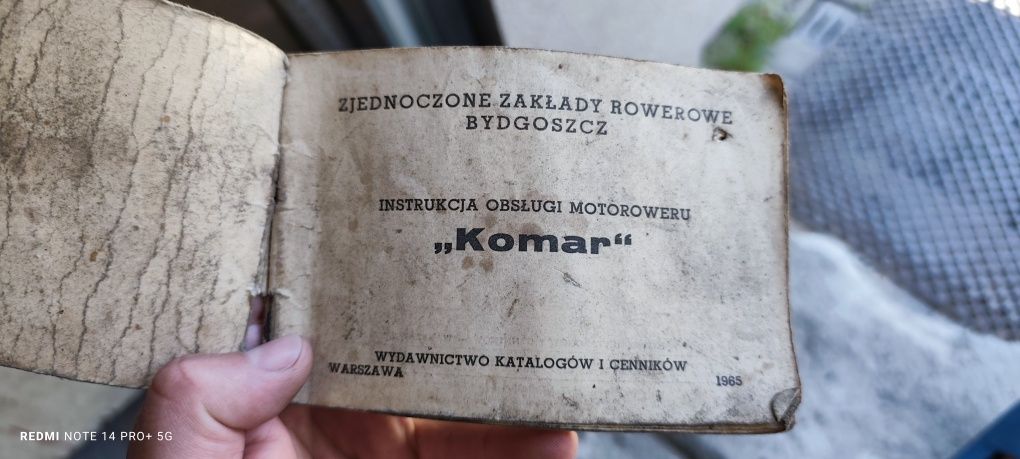 ZJEDNOCZONE ZAKŁADY ROWEROWE
BYDGOSZCZ
INSTRUKCJA OBSŁUGI MOTOROWERU
„Komar“
WYDAWNICTWO KATALOGÓW I CENNIKÓW
WARSZAWA 1965
REDMI NOTE 14 PRO+ 5G